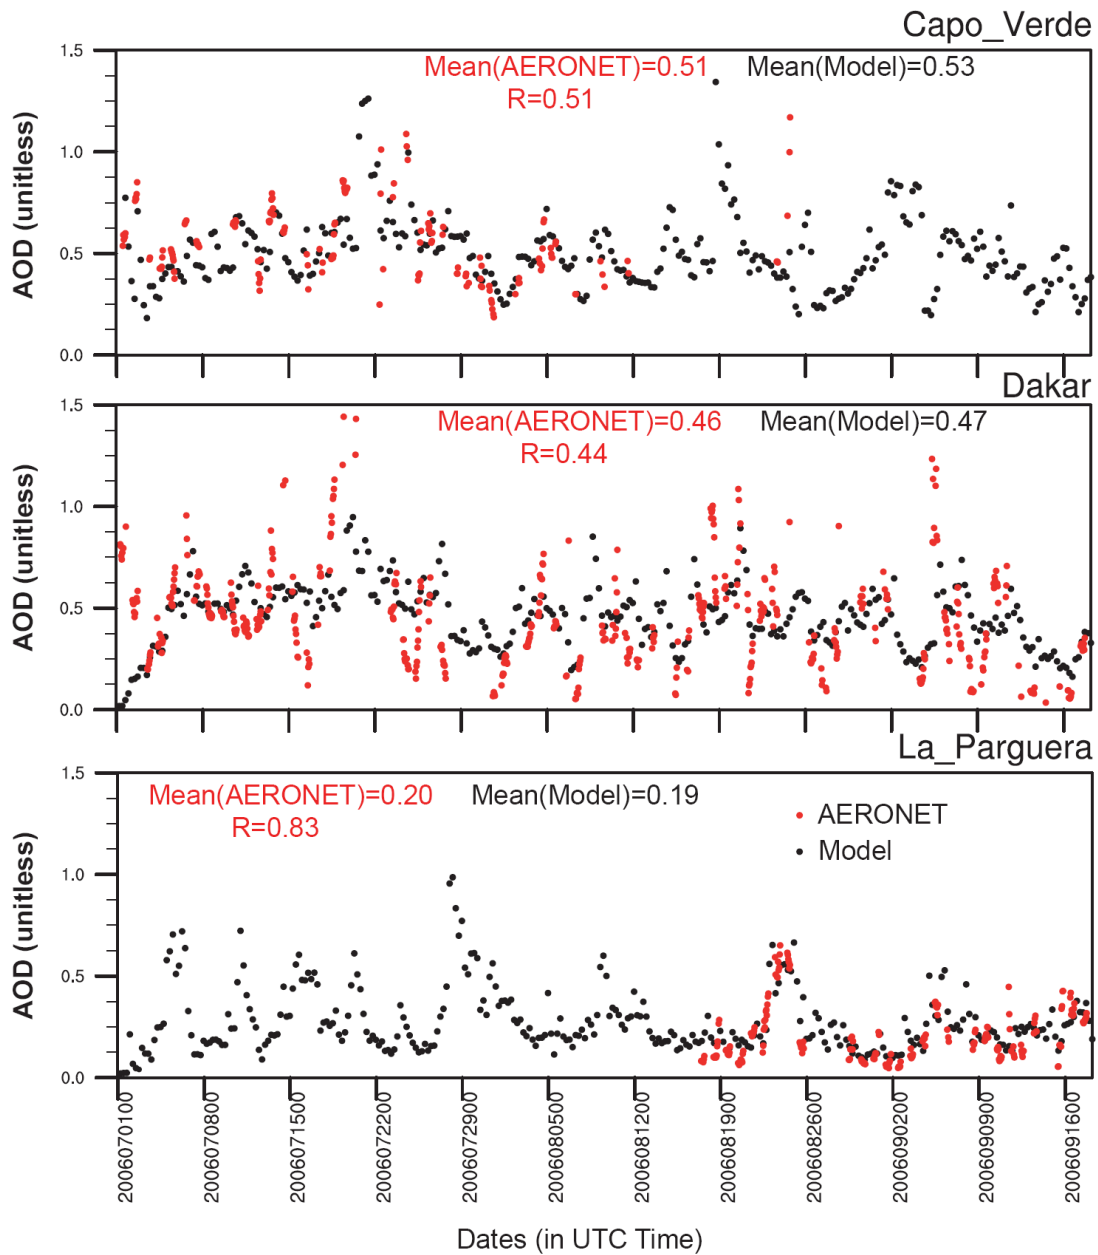 Capo_Verde
1.5
Mean(AERONET)=0.51 Mean(Model)=0.53
R=0.51
1.0
AOD (unitless)
0.5
0.0
Dakar
1.5
Mean(AERONET)=0.46 Mean(Model)=0.47
R=0.44
1.0
AOD (unitless)
0.5
0.0
La_Parguera
1.5
Mean(AERONET)=0.20 Mean(Model)=0.19
R=0.83
AERONET
Model
1.0
AOD (unitless)
0.5
0.0
2006070100 2006070800 2006071500 2006072200 2006072900 2006080500 2006081200 2006081900 2006082600 2006090200 2006090900 2006091600
Dates (in UTC Time)